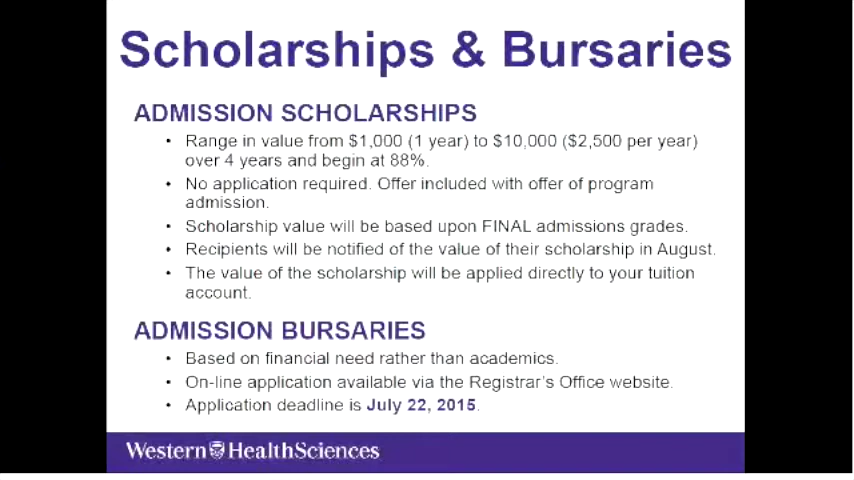 Scholarships & Bursaries
ADMISSION SCHOLARSHIPS
• Range in value from $1,000 (1 year) to $10,000 ($2,500 per year)
over 4 years and begin at 88%.
• No application required. Offer included with offer of program
admission.
• Scholarship value will be based upon FINAL admissions grades.
• Recipients will be notified of the value of their scholarship in August.
• The value of the scholarship will be applied directly to your tuition
account.
ADMISSION BURSARIES
• Based on financial need rather than academics.
• On-line application available via the Registrar's Office website.
• Application deadline is July 22, 2015.
Western HealthSciences